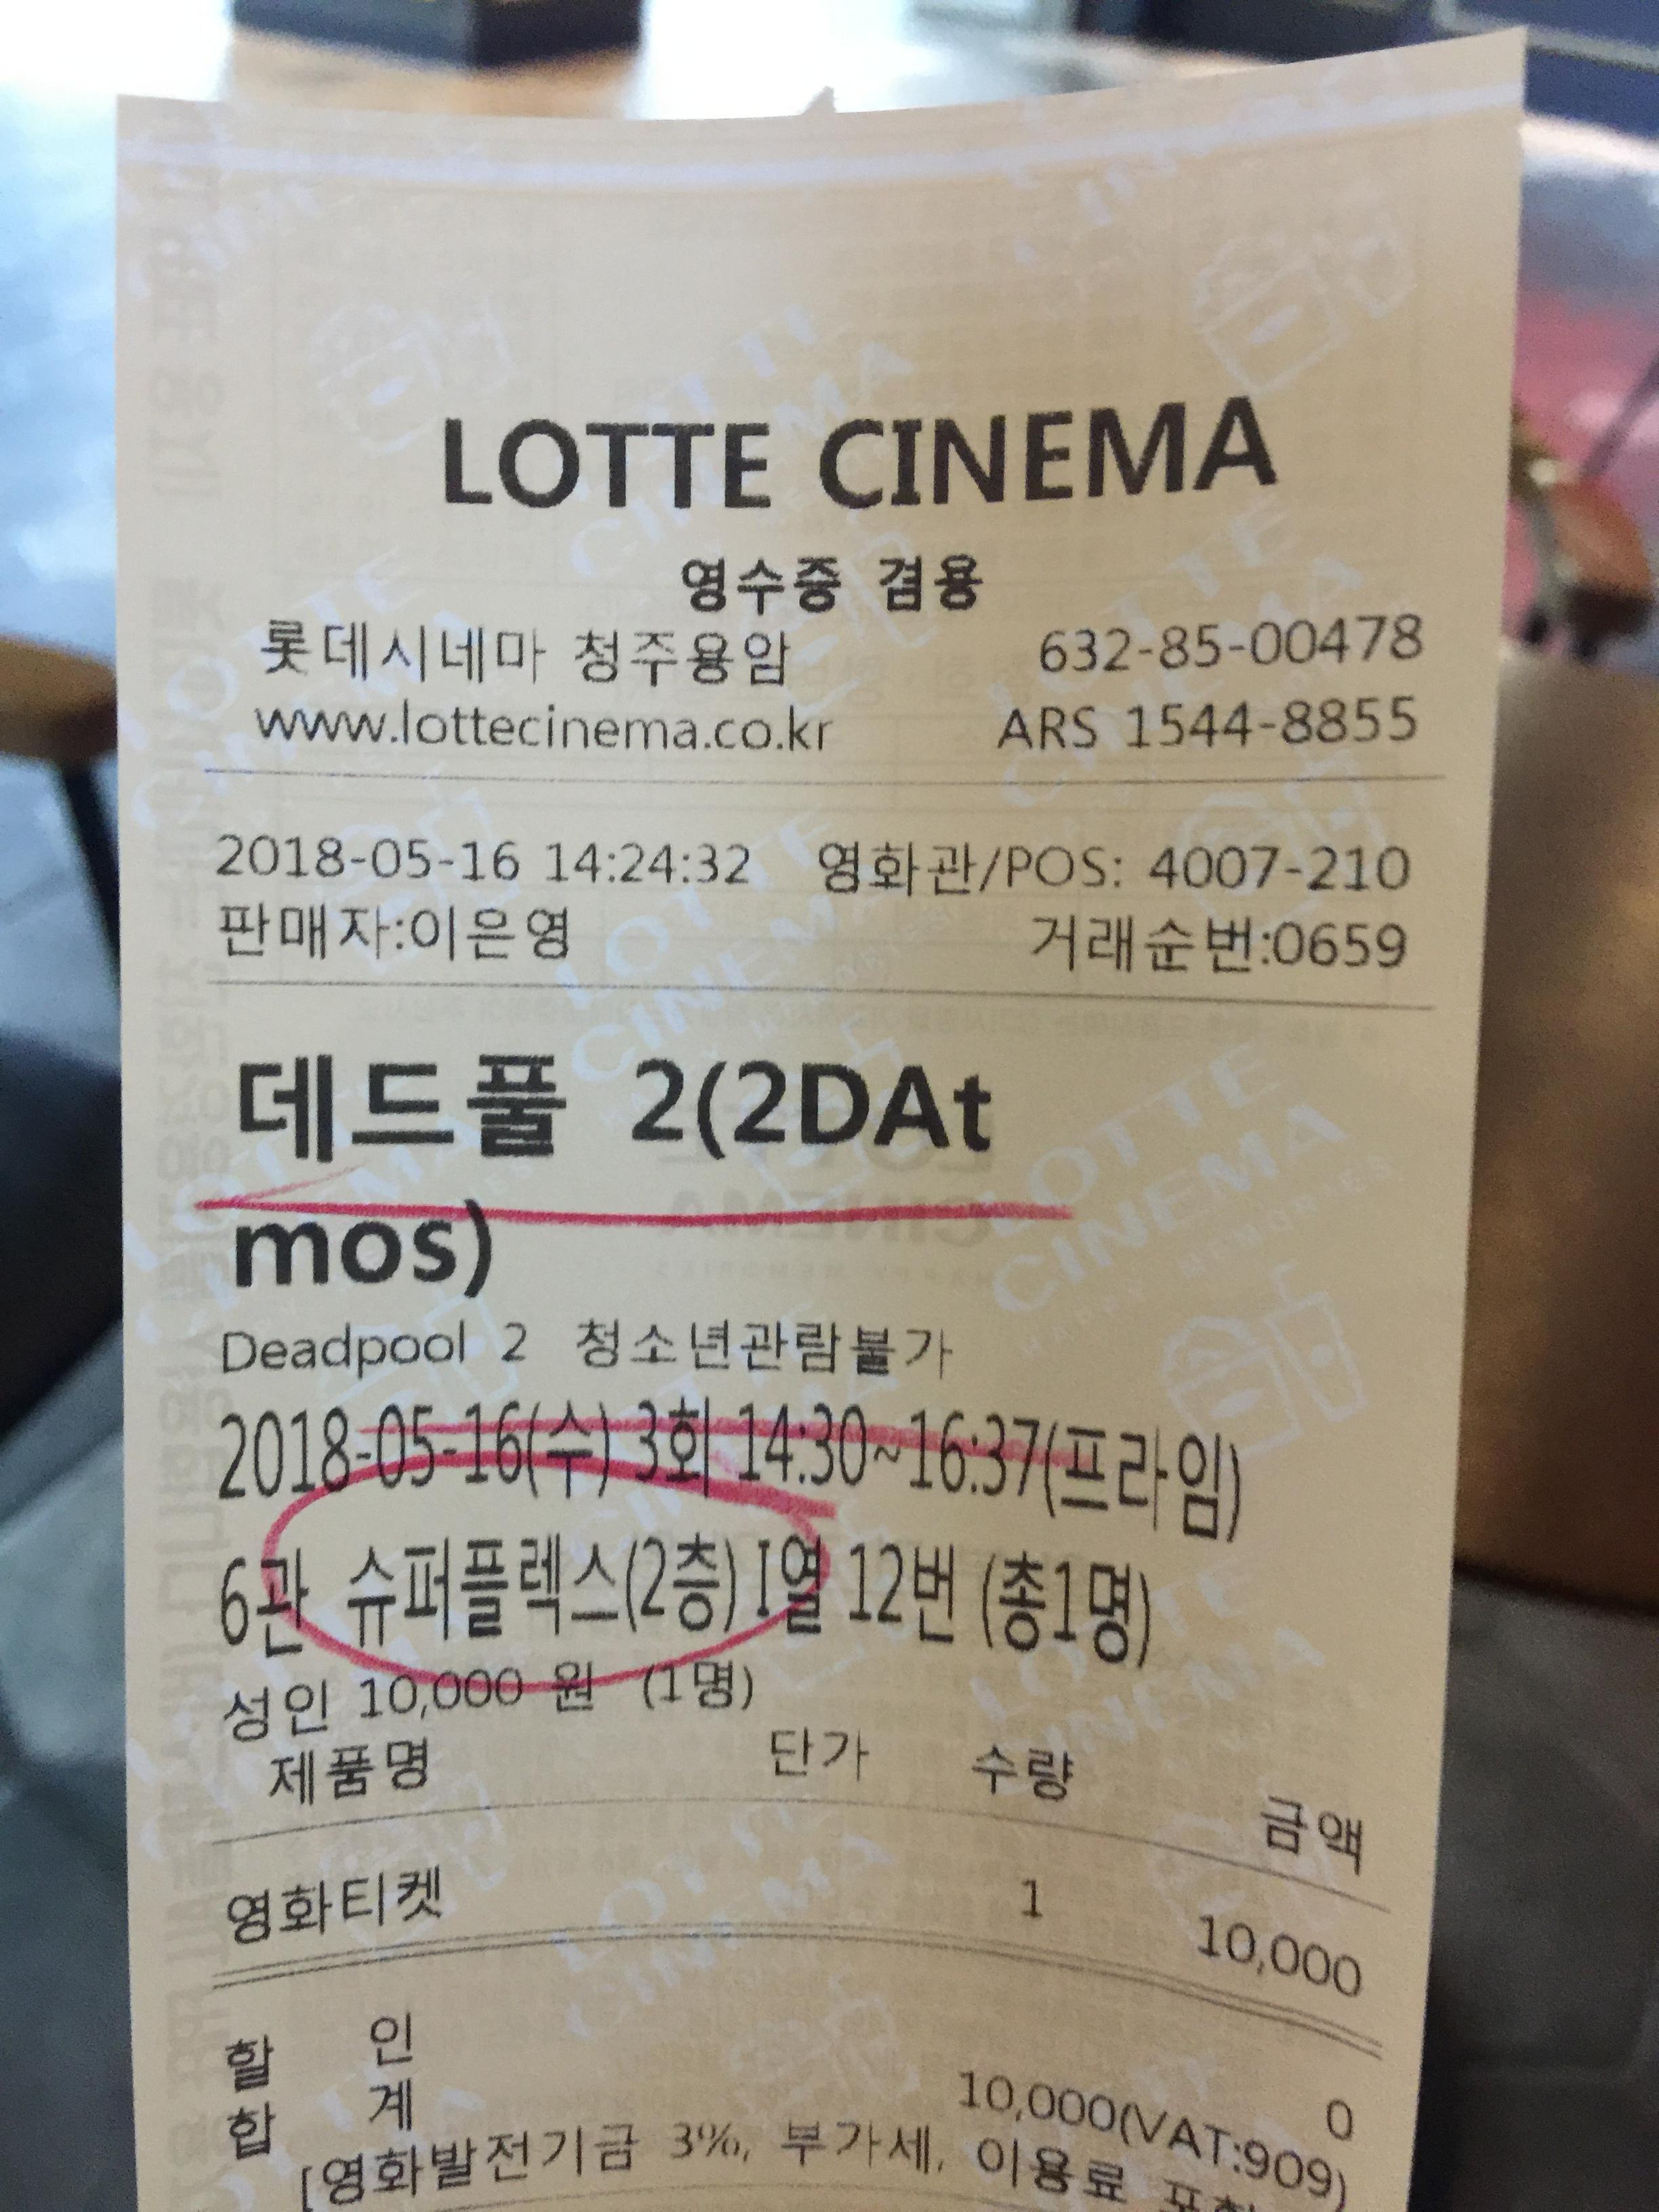 LOTTE CINEMA
영수증 겸용
롯데시네마 청주용암 632-85-00478
www.lottecinema.co.kr ARS 1544-8855
2018-05-16 14:24:32 영화관/POS: 4007-210
판매자:이은영 거래순번:0659
데드풀 2(2DAt
mos)
Deadpool 2 청소년관람불가
2018-05-16(수) 3회 14:30~16:37(프라임)
6관 슈퍼플렉스(2층) I열 12번 (총1명)
성인 10,000 원 (1명)
제품명 단가 수량 금액
영화티켓 1 10,000
할 인 0
합 계 10,000(VAT:909)
[영화발전기금 3%, 부가세, 이용료